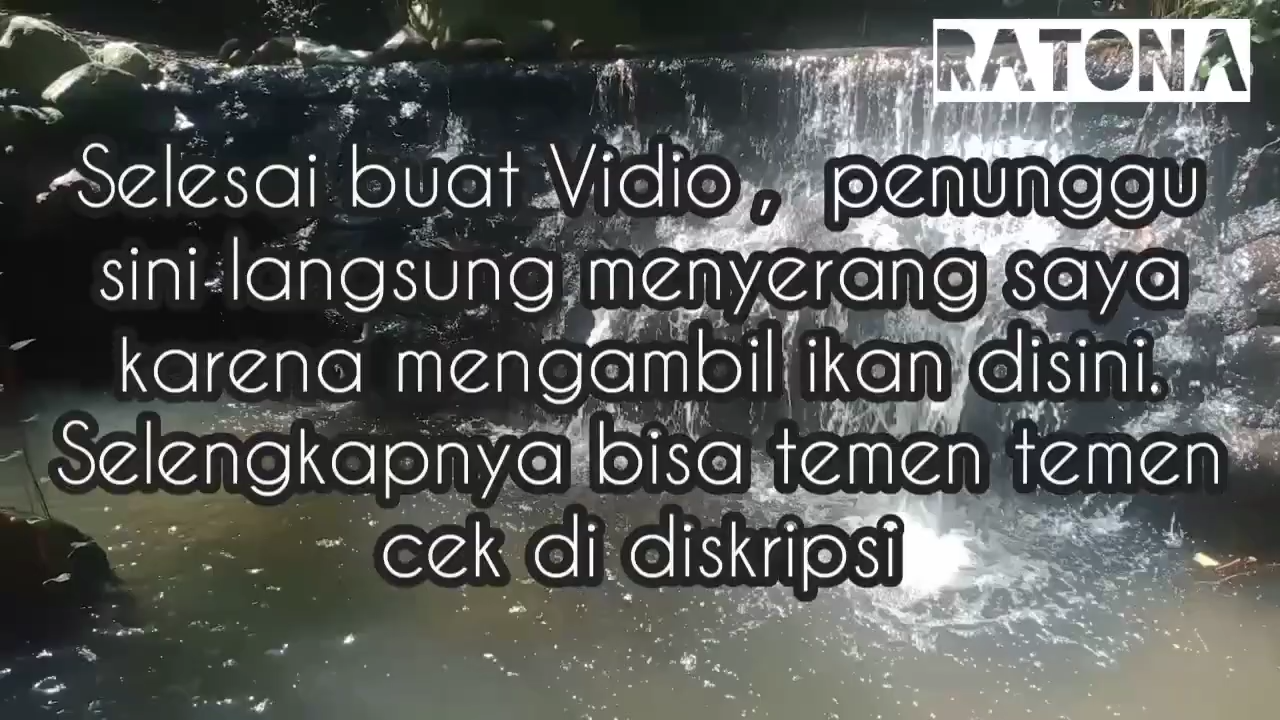 RATONA
Selesai buat Vidio, penunggu
sini langsung menyerang saya
karena mengambil ikan disini.
Selengkapnya bisa temen temen
cek di diskripsi